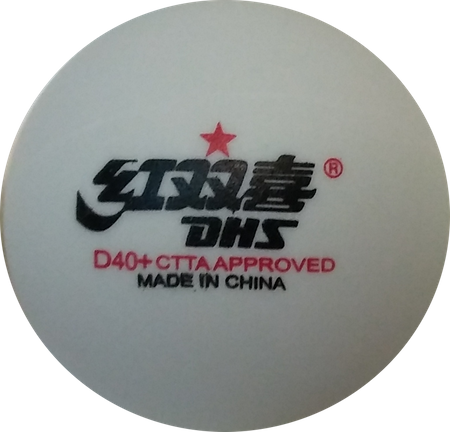 红双喜®
DHS
D40+ CTTA APPROVED
MADE IN CHINA